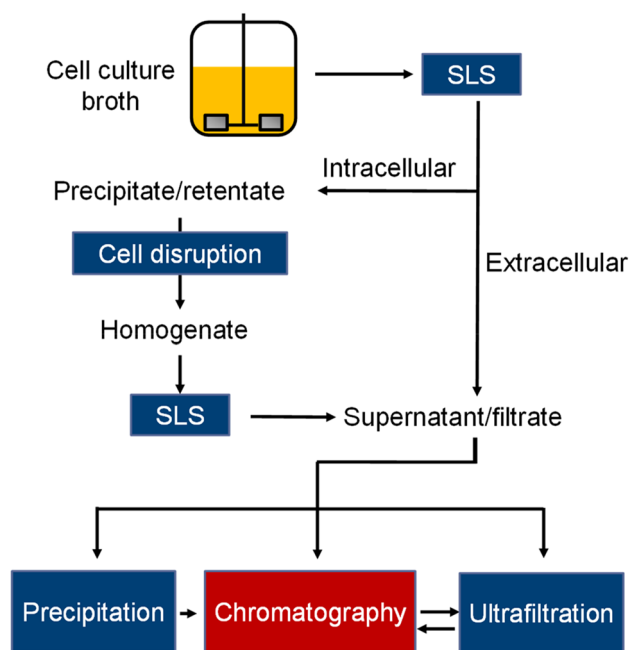 Cell culture
broth
SLS
Intracellular
Precipitate/retentate
Cell disruption
Extracellular
Homogenate
SLS
Supernatant/filtrate
Precipitation
Chromatography
Ultrafiltration